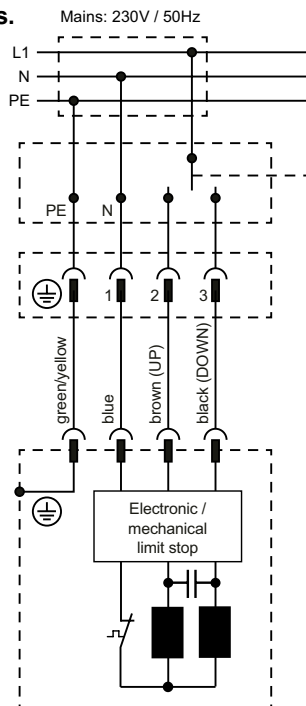 s.
Mains: 230V / 50Hz
L1
N
PE
PE N
1 2 3
green/yellow
blue
brown (UP)
black (DOWN)
Electronic /
mechanical
limit stop